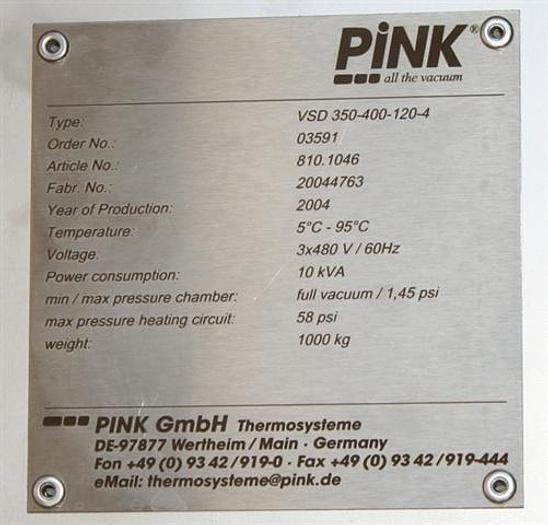 PiNK®
all the vacuum
Type: VSD 350-400-120-4
Order No.: 03591
Article No.: 810.1046
Fabr. No.: 20044763
Year of Production: 2004
Temperature: 5°C - 95°C
Voltage: 3x480 V / 60Hz
Power consumption: 10 kVA
min / max pressure chamber: full vacuum / 1,45 psi
max pressure heating circuit: 58 psi
weight: 1000 kg
PINK GmbH Thermosysteme
DE-97877 Wertheim / Main · Germany
Fon +49 (0) 93 42 / 919-0 · Fax +49 (0) 93 42 / 919-444
eMail: thermosysteme@pink.de